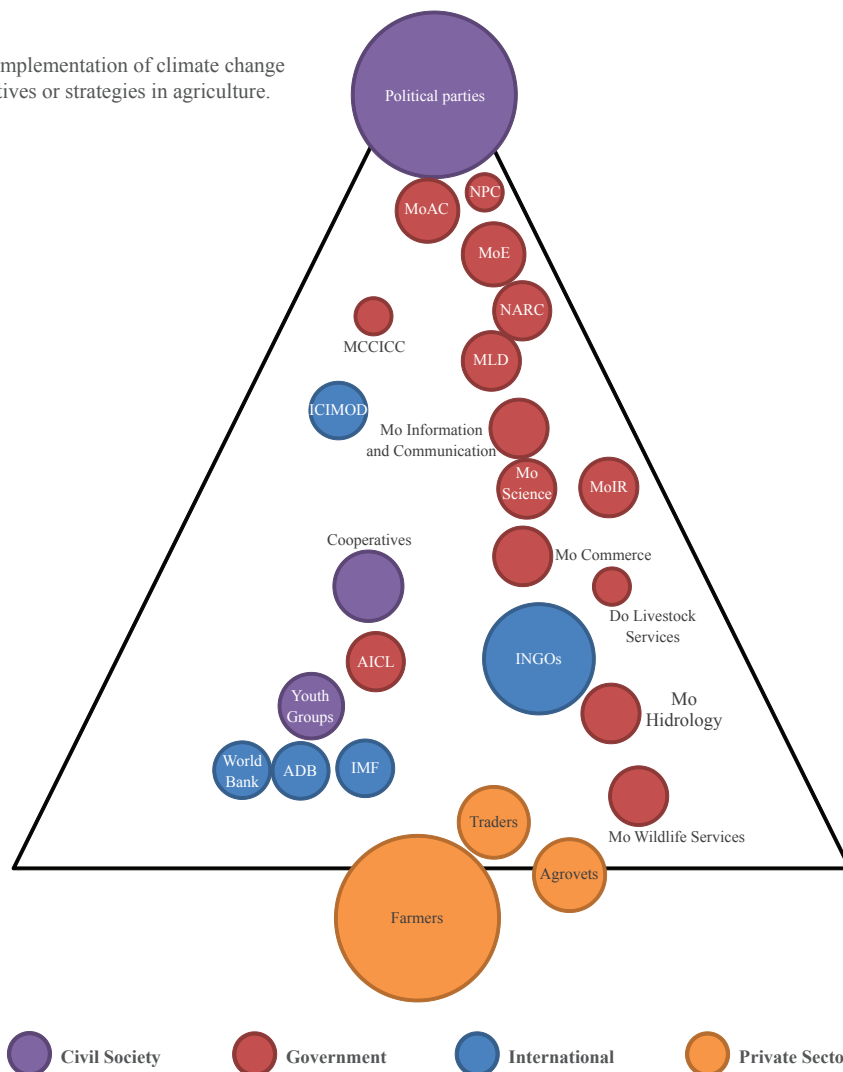 mplementation of climate change
tives or strategies in agriculture.
Political parties
NPC
MoAC
MoE
NARC
MCCICC
MLD
ICIMOD
Mo Information
and Communication
Mo
Science
MoIR
Cooperatives
Mo Commerce
Do Livestock
Services
AICL
INGOs
Youth
Groups
Mo
Hidrology
World
Bank
ADB
IMF
Traders
Mo Wildlife Services
Agrovets
Farmers
Civil Society
Government
International
Private Secto